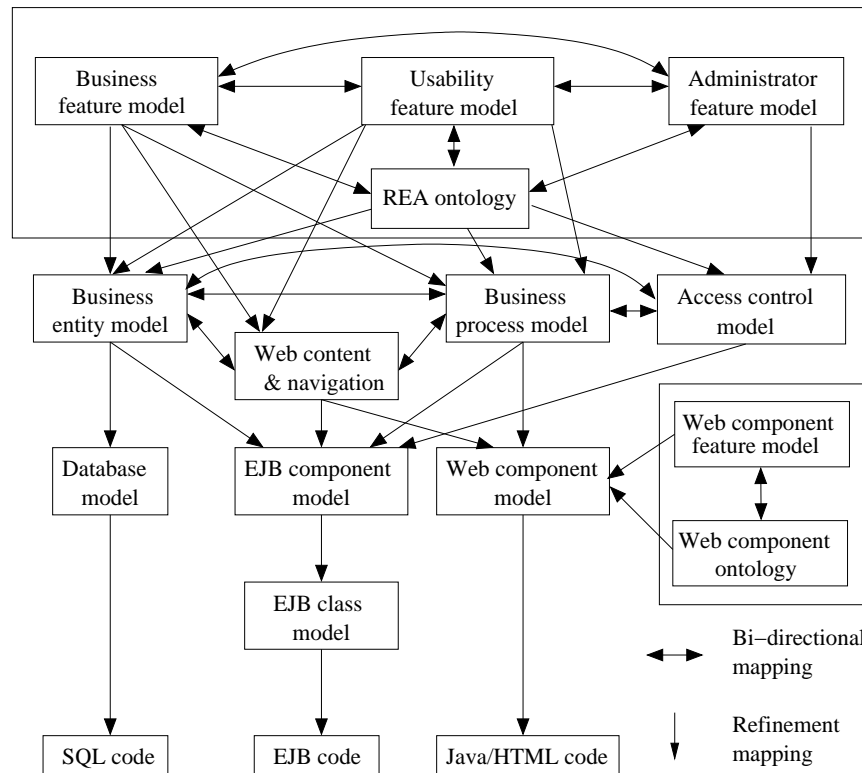 Business
feature model
Usability
feature model
Administrator
feature model
REA ontology
Business
entity model
Business
process model
Access control
model
Web content
& navigation
Web component
feature model
Database
model
EJB component
model
Web component
model
Web component
ontology
EJB class
model
Bi−directional
mapping
Refinement
mapping
SQL code
EJB code
Java/HTML code